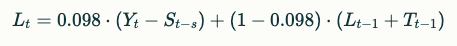 L_t = 0.098 · (Y_t − S_{t−s}) + (1 − 0.098) · (L_{t−1} + T_{t−1})